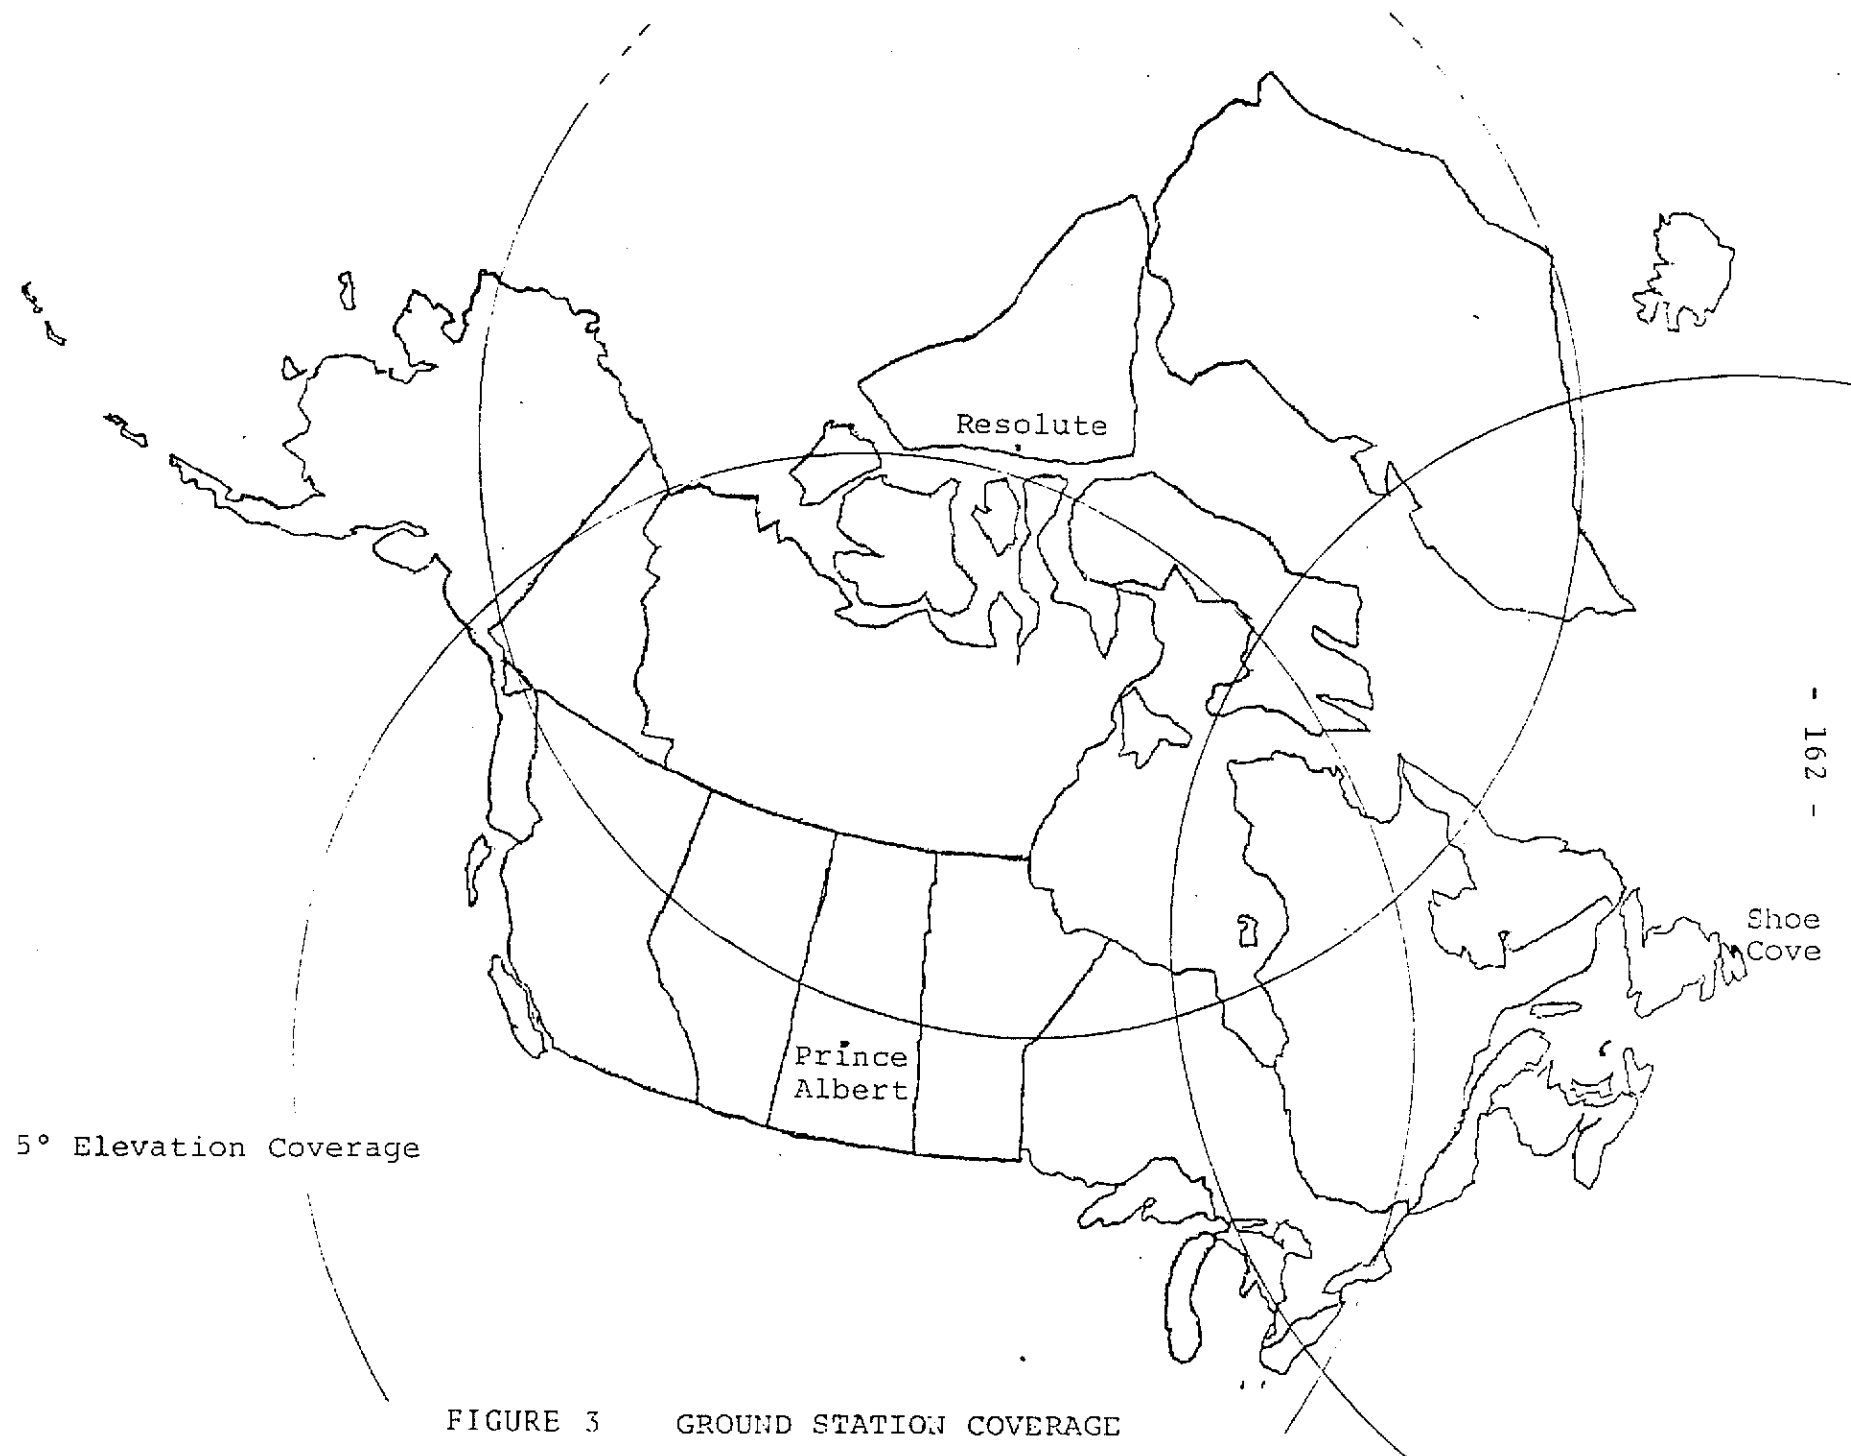 Resolute
- 162 -
Shoe
Cove
Prince
Albert
5° Elevation Coverage
FIGURE 3 GROUND STATION COVERAGE